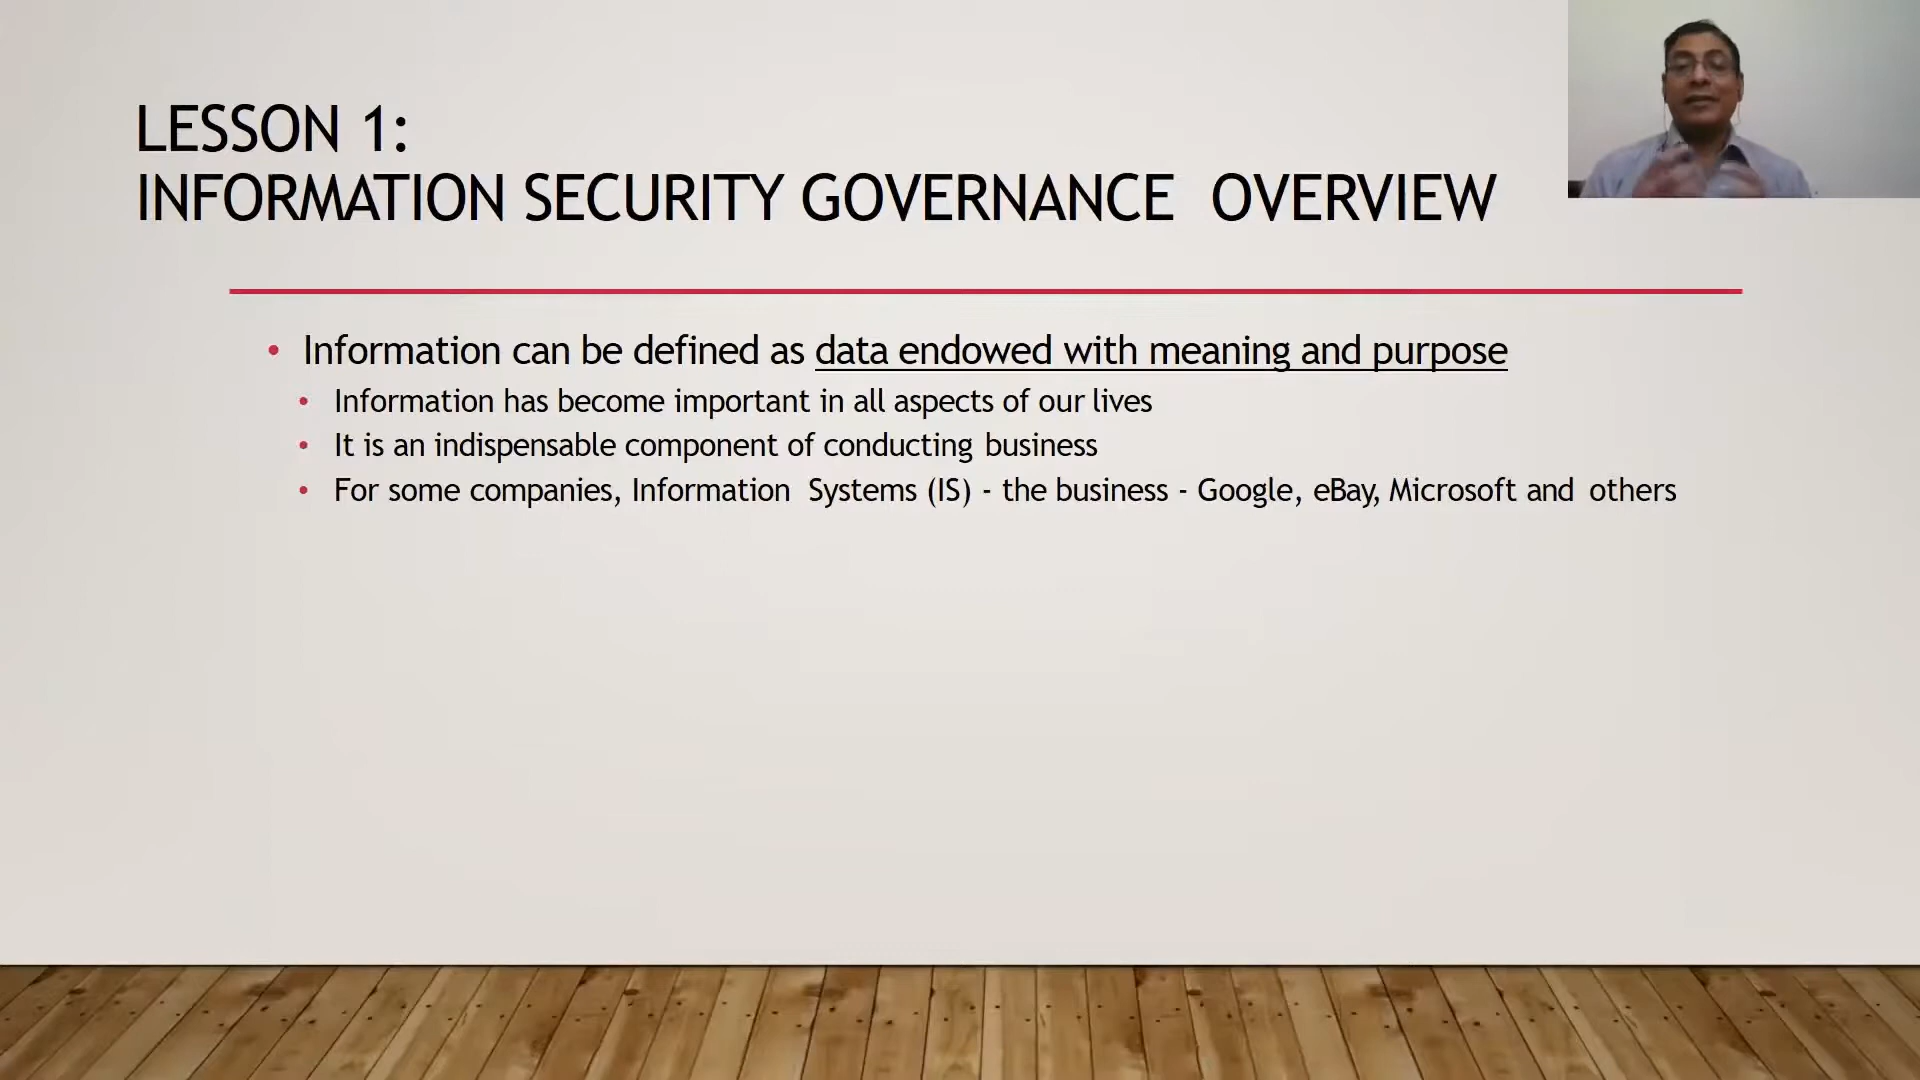 LESSON 1:
INFORMATION SECURITY GOVERNANCE OVERVIEW
• Information can be defined as data endowed with meaning and purpose
• Information has become important in all aspects of our lives
• It is an indispensable component of conducting business
• For some companies, Information Systems (IS) - the business - Google, eBay, Microsoft and others